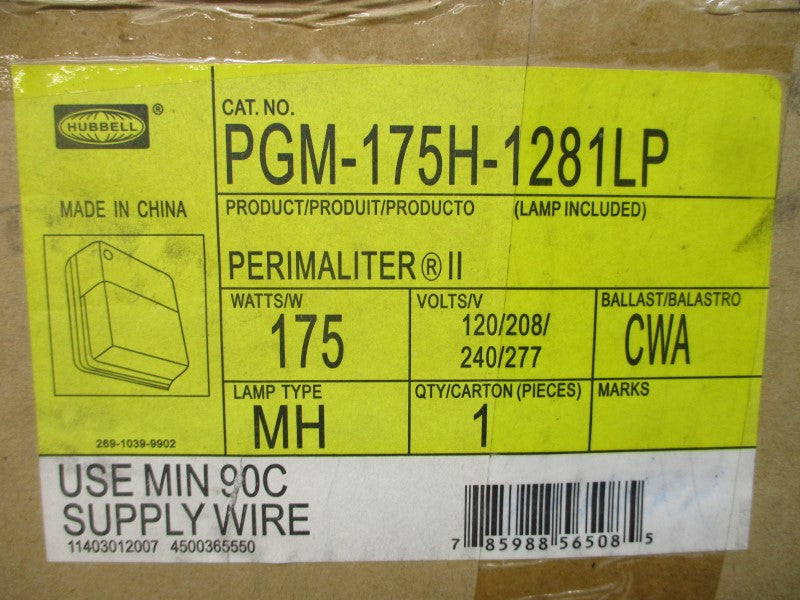 HUBBELL ®
MADE IN CHINA
269-1039-9902
CAT. NO.
PGM-175H-1281LP
PRODUCT/PRODUIT/PRODUCTO (LAMP INCLUDED)
PERIMALITER ® II
WATTS/W
175
VOLTS/V
120/208/
240/277
BALLAST/BALASTRO
CWA
LAMP TYPE
MH
QTY/CARTON (PIECES)
1
MARKS
USE MIN 90C
SUPPLY WIRE
11403012007 4500365550
7 85988 56508 5